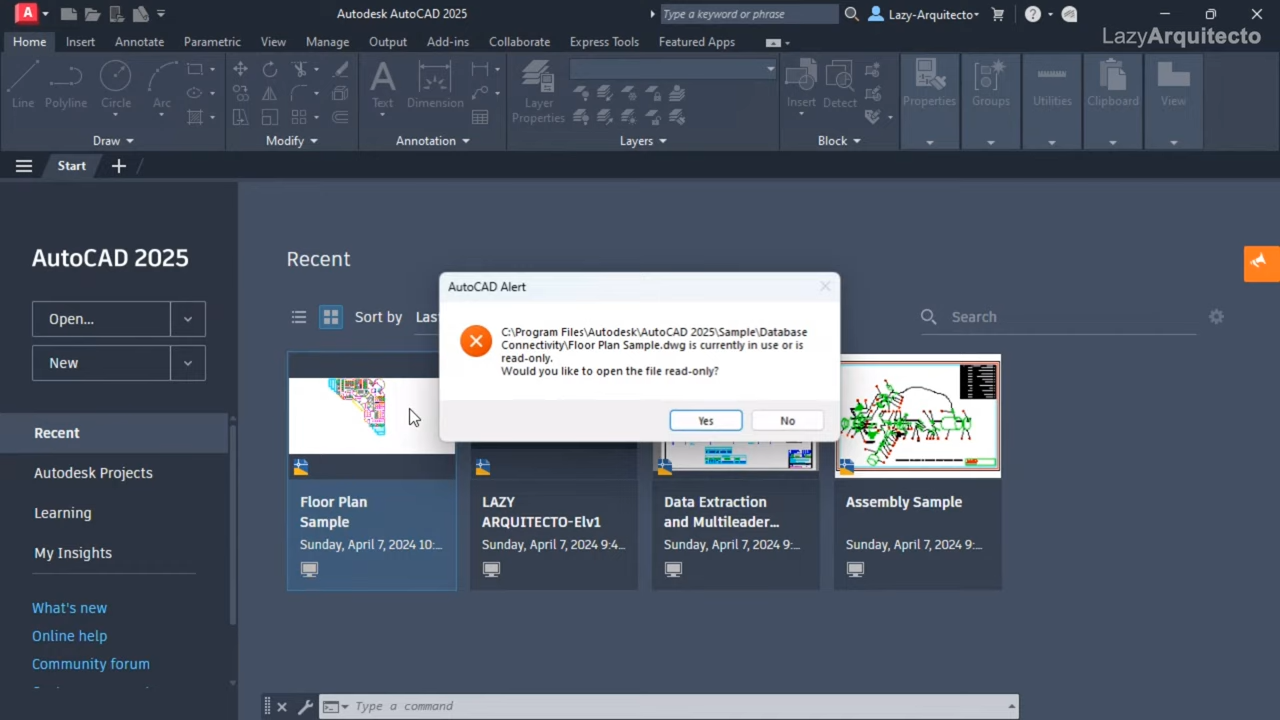 A
Autodesk AutoCAD 2025
Type a keyword or phrase
Lazy-Arquitecto
LazyArquitecto
Home Insert Annotate Parametric View Manage Output Add-ins Collaborate Express Tools Featured Apps
Line Polyline Circle Arc
Draw
Modify
Text Dimension
Annotation
Layer
Properties
Layers
Insert Detect
Block
Properties
Groups
Utilities
Clipboard
View
Start
AutoCAD 2025
Open...
New
Recent
Autodesk Projects
Learning
My Insights
What's new
Online help
Community forum
Recent
Sort by Las
Search
AutoCAD Alert
C:\Program Files\Autodesk\AutoCAD 2025\Sample\Database
Connectivity\Floor Plan Sample.dwg is currently in use or is
read-only.
Would you like to open the file read-only?
Yes No
Floor Plan
Sample
Sunday, April 7, 2024 10:...
LAZY
ARQUITECTO-Elv1
Sunday, April 7, 2024 9:4...
Data Extraction
and Multileader...
Sunday, April 7, 2024 9:...
Assembly Sample
Sunday, April 7, 2024 9:...
Type a command